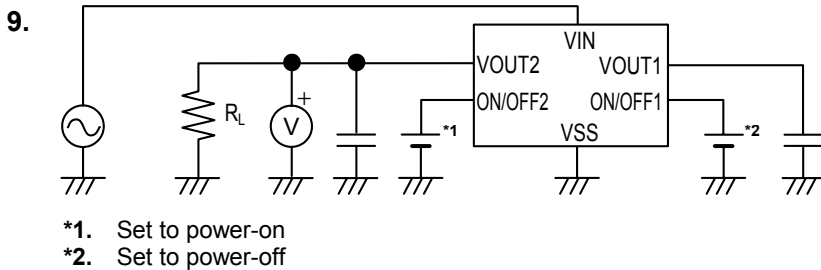 9.
VIN
VOUT2 VOUT1
ON/OFF2 ON/OFF1
VSS
RL
+
V
*1
*2
*1. Set to power-on
*2. Set to power-off